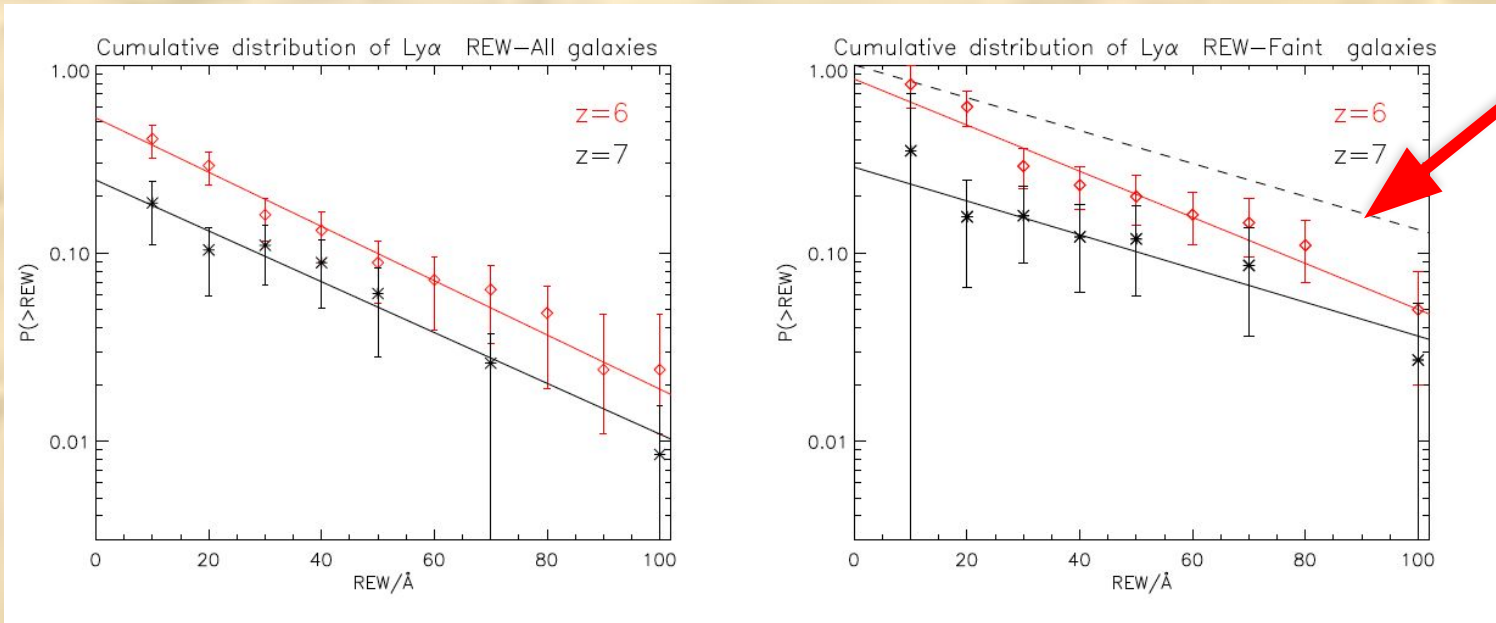 Cumulative distribution of Lyα REW–All galaxies
z=6
z=7
1.00
0.10
0.01
P(>REW)
0 20 40 60 80 100
REW/Å
Cumulative distribution of Lyα REW–Faint galaxies
z=6
z=7
1.00
0.10
0.01
P(>REW)
0 20 40 60 80 100
REW/Å